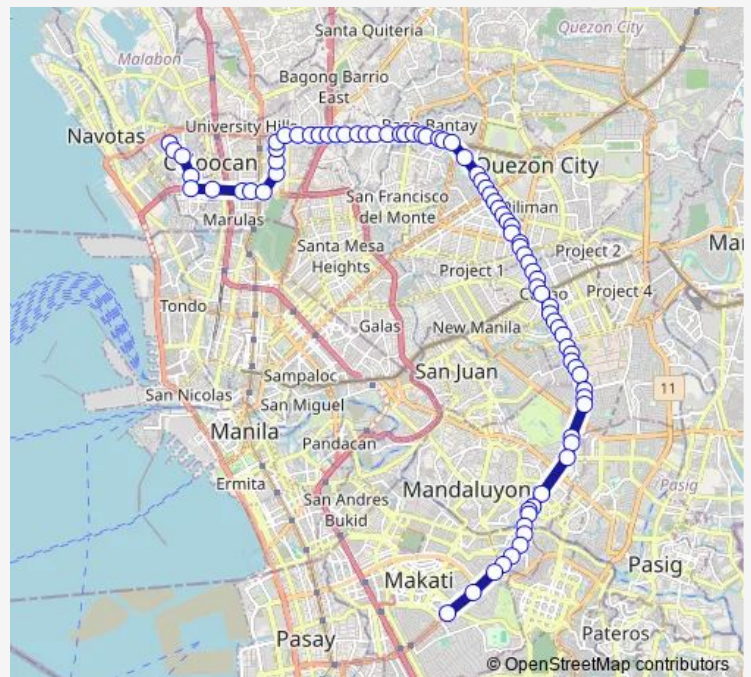 Santa Quiteria
Quezon City
Malabon
Bagong Barrio
East
Navotas
University Hills
Bago Bantay
Caloocan
Quezon City
San Francisco
del Monte
Diliman
Marulas
Santa Mesa
Heights
Project 2
Project 1
Cubao
Project 4
Tondo
Galas
New Manila
San Juan
Sampaloc
San Nicolas
San Miguel
11
Manila
Pandacan
Ermita
Mandaluyon
Pasig
San Andres
Bukid
Makati
Pasig
Pasay
Pateros
© OpenStreetMap contributors